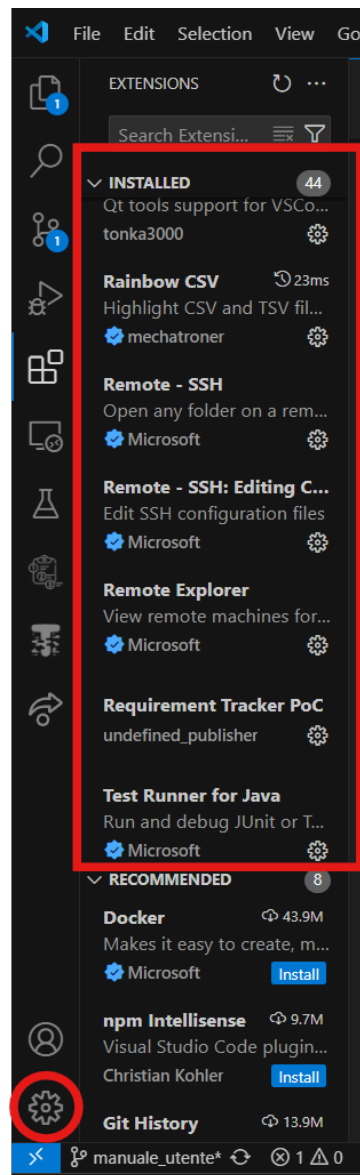 File Edit Selection View Go
EXTENSIONS
1
Search Extensi...
INSTALLED 44
Qt tools support for VSCo...
tonka3000
1
Rainbow CSV 23ms
Highlight CSV and TSV fil...
mechatroner
Remote - SSH
Open any folder on a rem...
Microsoft
Remote - SSH: Editing C...
Edit SSH configuration files
Microsoft
Remote Explorer
View remote machines for...
Microsoft
Requirement Tracker PoC
undefined_publisher
Test Runner for Java
Run and debug JUnit or T...
Microsoft
RECOMMENDED 8
Docker 43.9M
Makes it easy to create, m...
Microsoft Install
npm Intellisense 9.7M
Visual Studio Code plugin...
Christian Kohler Install
Git History 13.9M
manuale_utente* 1 0